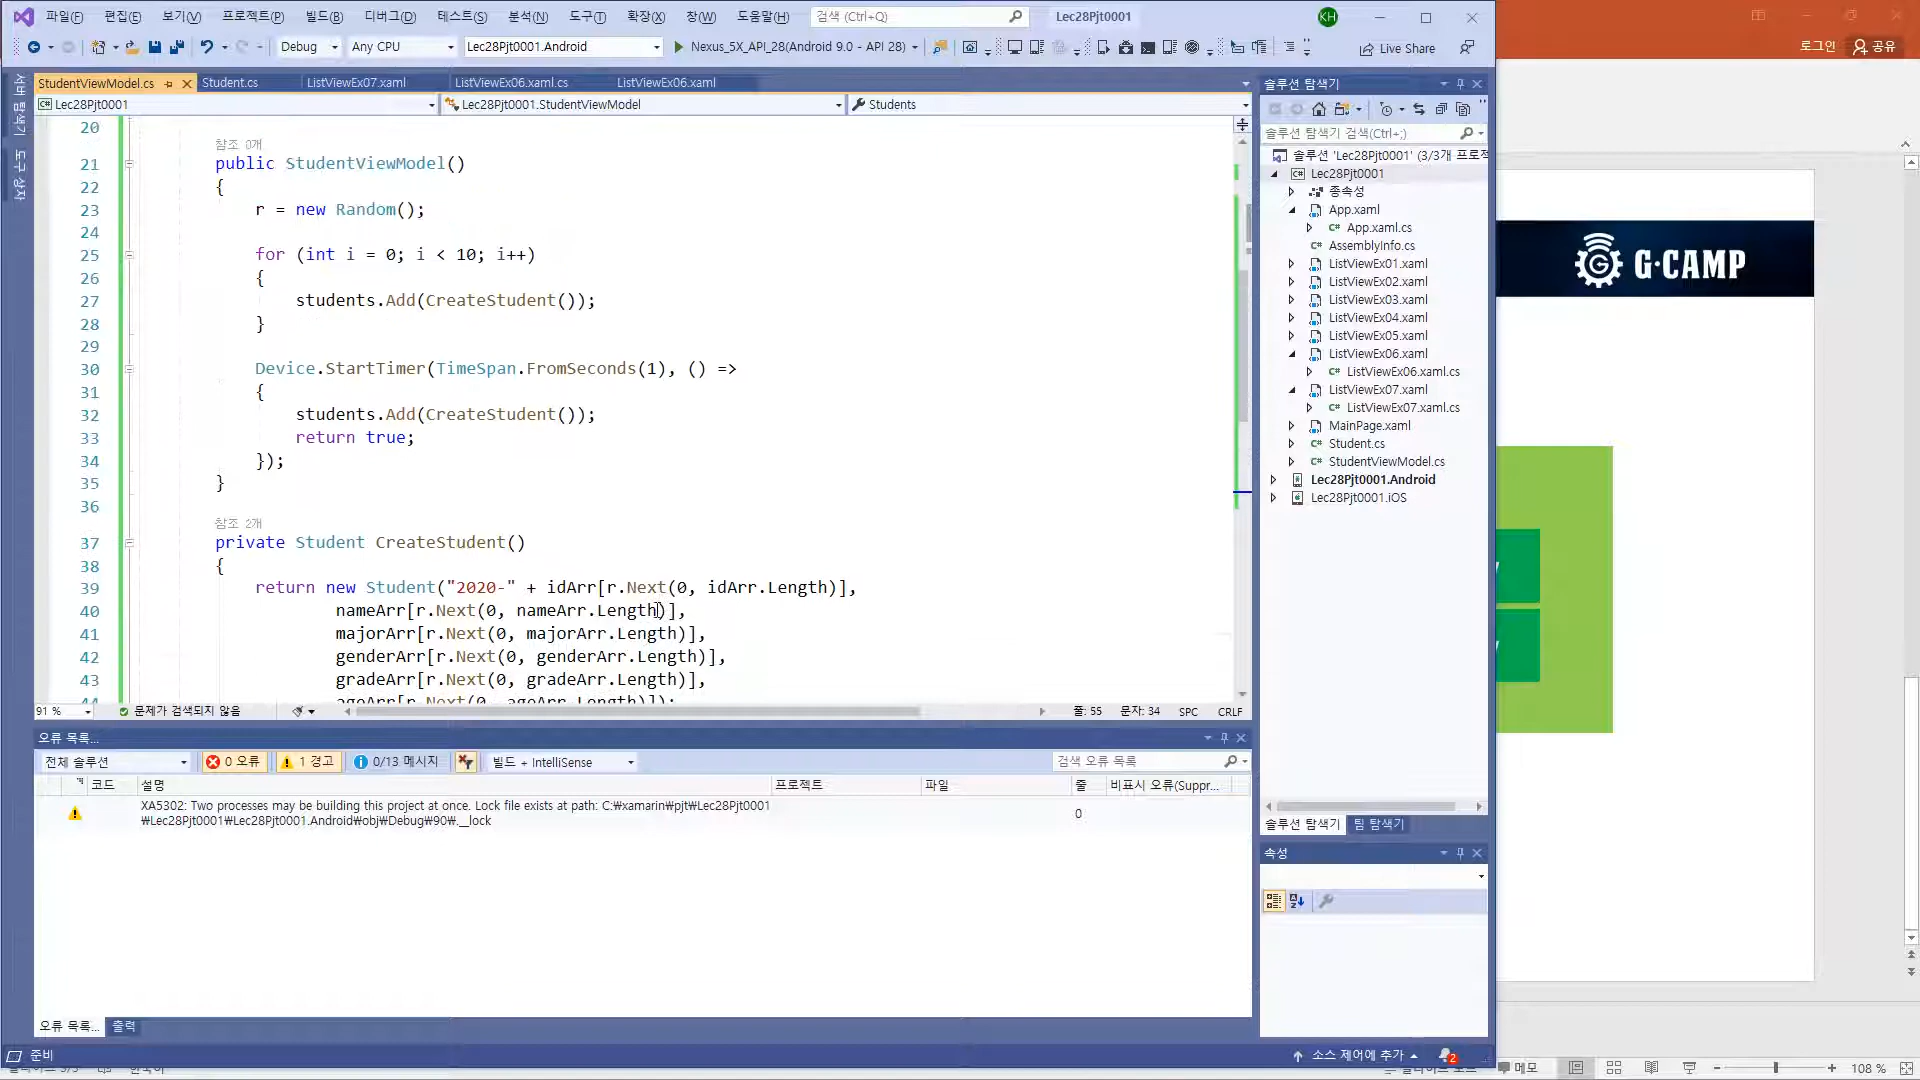 파일(F) 편집(E) 보기(V) 프로젝트(P) 빌드(B) 디버그(D) 테스트(S) 분석(N) 도구(T) 확장(X) 창(W) 도움말(H) 검색 (Ctrl+Q) Lec28Pjt0001 KH
Debug Any CPU Lec28Pjt0001.Android Nexus_5X_API_28(Android 9.0 - API 28) Live Share
로그인 공유
서버 탐색기
도구 상자
StudentViewModel.cs Student.cs ListViewEx07.xaml ListViewEx06.xaml.cs ListViewEx06.xaml
Lec28Pjt0001 Lec28Pjt0001.StudentViewModel Students
20
참조 0개
21 public StudentViewModel()
22 {
23 r = new Random();
24
25 for (int i = 0; i < 10; i++)
26 {
27 students.Add(CreateStudent());
28 }
29
30 Device.StartTimer(TimeSpan.FromSeconds(1), () =>
31 {
32 students.Add(CreateStudent());
33 return true;
34 });
35 }
36
참조 2개
37 private Student CreateStudent()
38 {
39 return new Student("2020-" + idArr[r.Next(0, idArr.Length)],
40 nameArr[r.Next(0, nameArr.Length)],
41 majorArr[r.Next(0, majorArr.Length)],
42 genderArr[r.Next(0, genderArr.Length)],
43 gradeArr[r.Next(0, gradeArr.Length)],
44 ageArr[r.Next(0, ageArr.Length)]);
91 % 문제가 검색되지 않음 줄: 55 문자: 34 SPC CRLF
솔루션 탐색기
솔루션 탐색기 검색(Ctrl+;)
솔루션 'Lec28Pjt0001' (3/3개 프로젝
Lec28Pjt0001
종속성
App.xaml
App.xaml.cs
AssemblyInfo.cs
ListViewEx01.xaml
ListViewEx02.xaml
ListViewEx03.xaml
ListViewEx04.xaml
ListViewEx05.xaml
ListViewEx06.xaml
ListViewEx06.xaml.cs
ListViewEx07.xaml
ListViewEx07.xaml.cs
MainPage.xaml
Student.cs
StudentViewModel.cs
Lec28Pjt0001.Android
Lec28Pjt0001.iOS
솔루션 탐색기 팀 탐색기
속성
G·CAMP
오류 목록...
전체 솔루션 0 오류 1 경고 0/13 메시지 빌드 + IntelliSense 검색 오류 목록
코드 설명 프로젝트 파일 줄 비표시 오류(Suppr...
XA5302: Two processes may be building this project at once. Lock file exists at path: C:₩xamarin₩pjt₩Lec28Pjt0001
₩Lec28Pjt0001₩Lec28Pjt0001.Android₩obj₩Debug₩90₩.__lock
0
오류 목록... 출력
준비 소스 제어에 추가 2
메모 108 %